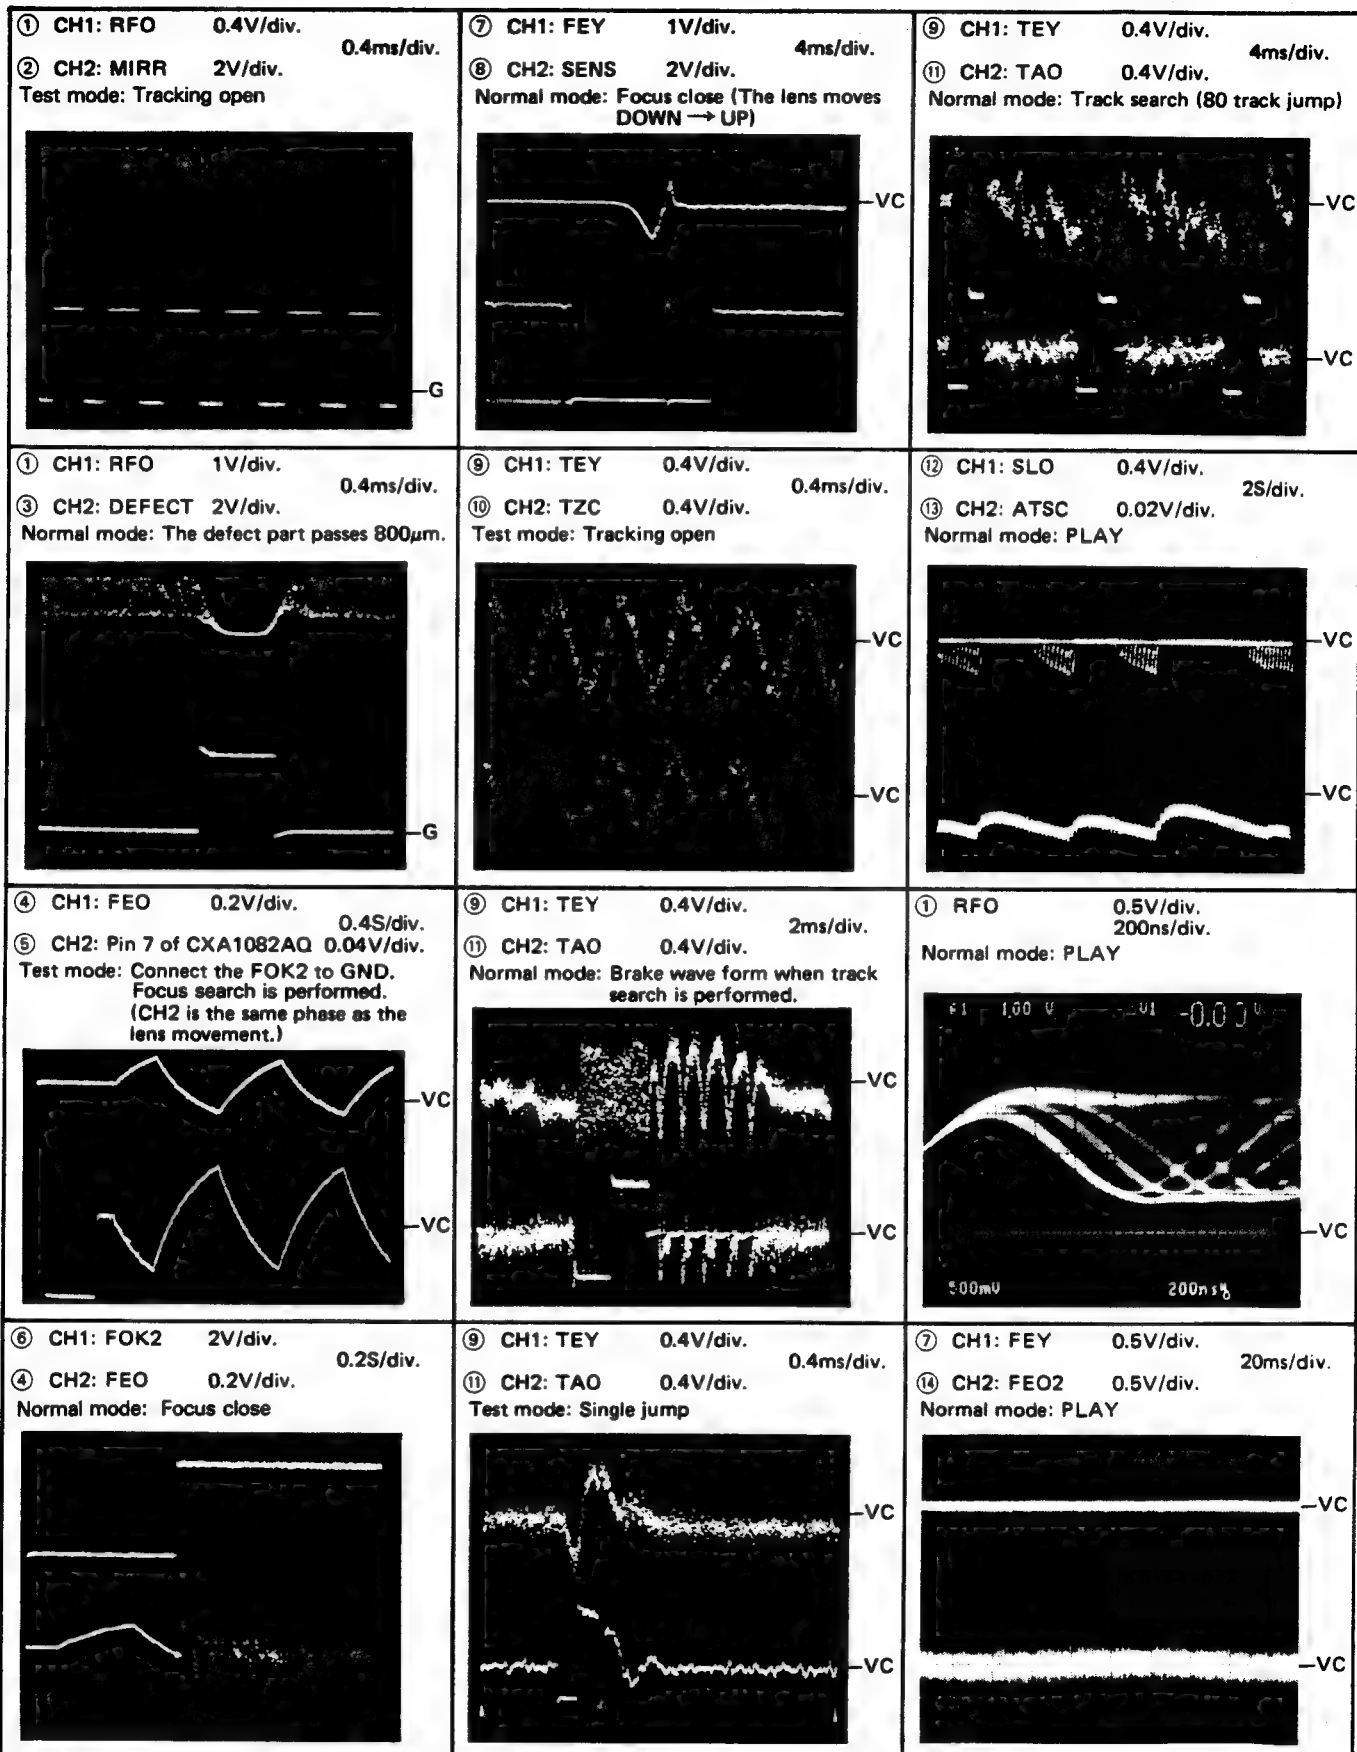 ① CH1: RFO 0.4V/div.
0.4ms/div.
② CH2: MIRR 2V/div.
Test mode: Tracking open
G
⑦ CH1: FEY 1V/div.
4ms/div.
⑧ CH2: SENS 2V/div.
Normal mode: Focus close (The lens moves
DOWN → UP)
VC
⑨ CH1: TEY 0.4V/div.
4ms/div.
⑪ CH2: TAO 0.4V/div.
Normal mode: Track search (80 track jump)
VC
VC
① CH1: RFO 1V/div.
0.4ms/div.
③ CH2: DEFECT 2V/div.
Normal mode: The defect part passes 800μm.
G
⑨ CH1: TEY 0.4V/div.
0.4ms/div.
⑩ CH2: TZC 0.4V/div.
Test mode: Tracking open
VC
VC
⑫ CH1: SLO 0.4V/div.
2S/div.
⑬ CH2: ATSC 0.02V/div.
Normal mode: PLAY
VC
VC
④ CH1: FEO 0.2V/div.
0.4S/div.
⑤ CH2: Pin 7 of CXA1082AQ 0.04V/div.
Test mode: Connect the FOK2 to GND.
Focus search is performed.
(CH2 is the same phase as the
lens movement.)
VC
VC
⑨ CH1: TEY 0.4V/div.
2ms/div.
⑪ CH2: TAO 0.4V/div.
Normal mode: Brake wave form when track
search is performed.
VC
VC
① RFO 0.5V/div.
200ns/div.
Normal mode: PLAY
1.00 V
VC
500mV 200ns
⑥ CH1: FOK2 2V/div.
0.2S/div.
④ CH2: FEO 0.2V/div.
Normal mode: Focus close
⑨ CH1: TEY 0.4V/div.
0.4ms/div.
⑪ CH2: TAO 0.4V/div.
Test mode: Single jump
VC
VC
⑦ CH1: FEY 0.5V/div.
20ms/div.
⑭ CH2: FEO2 0.5V/div.
Normal mode: PLAY
VC
VC